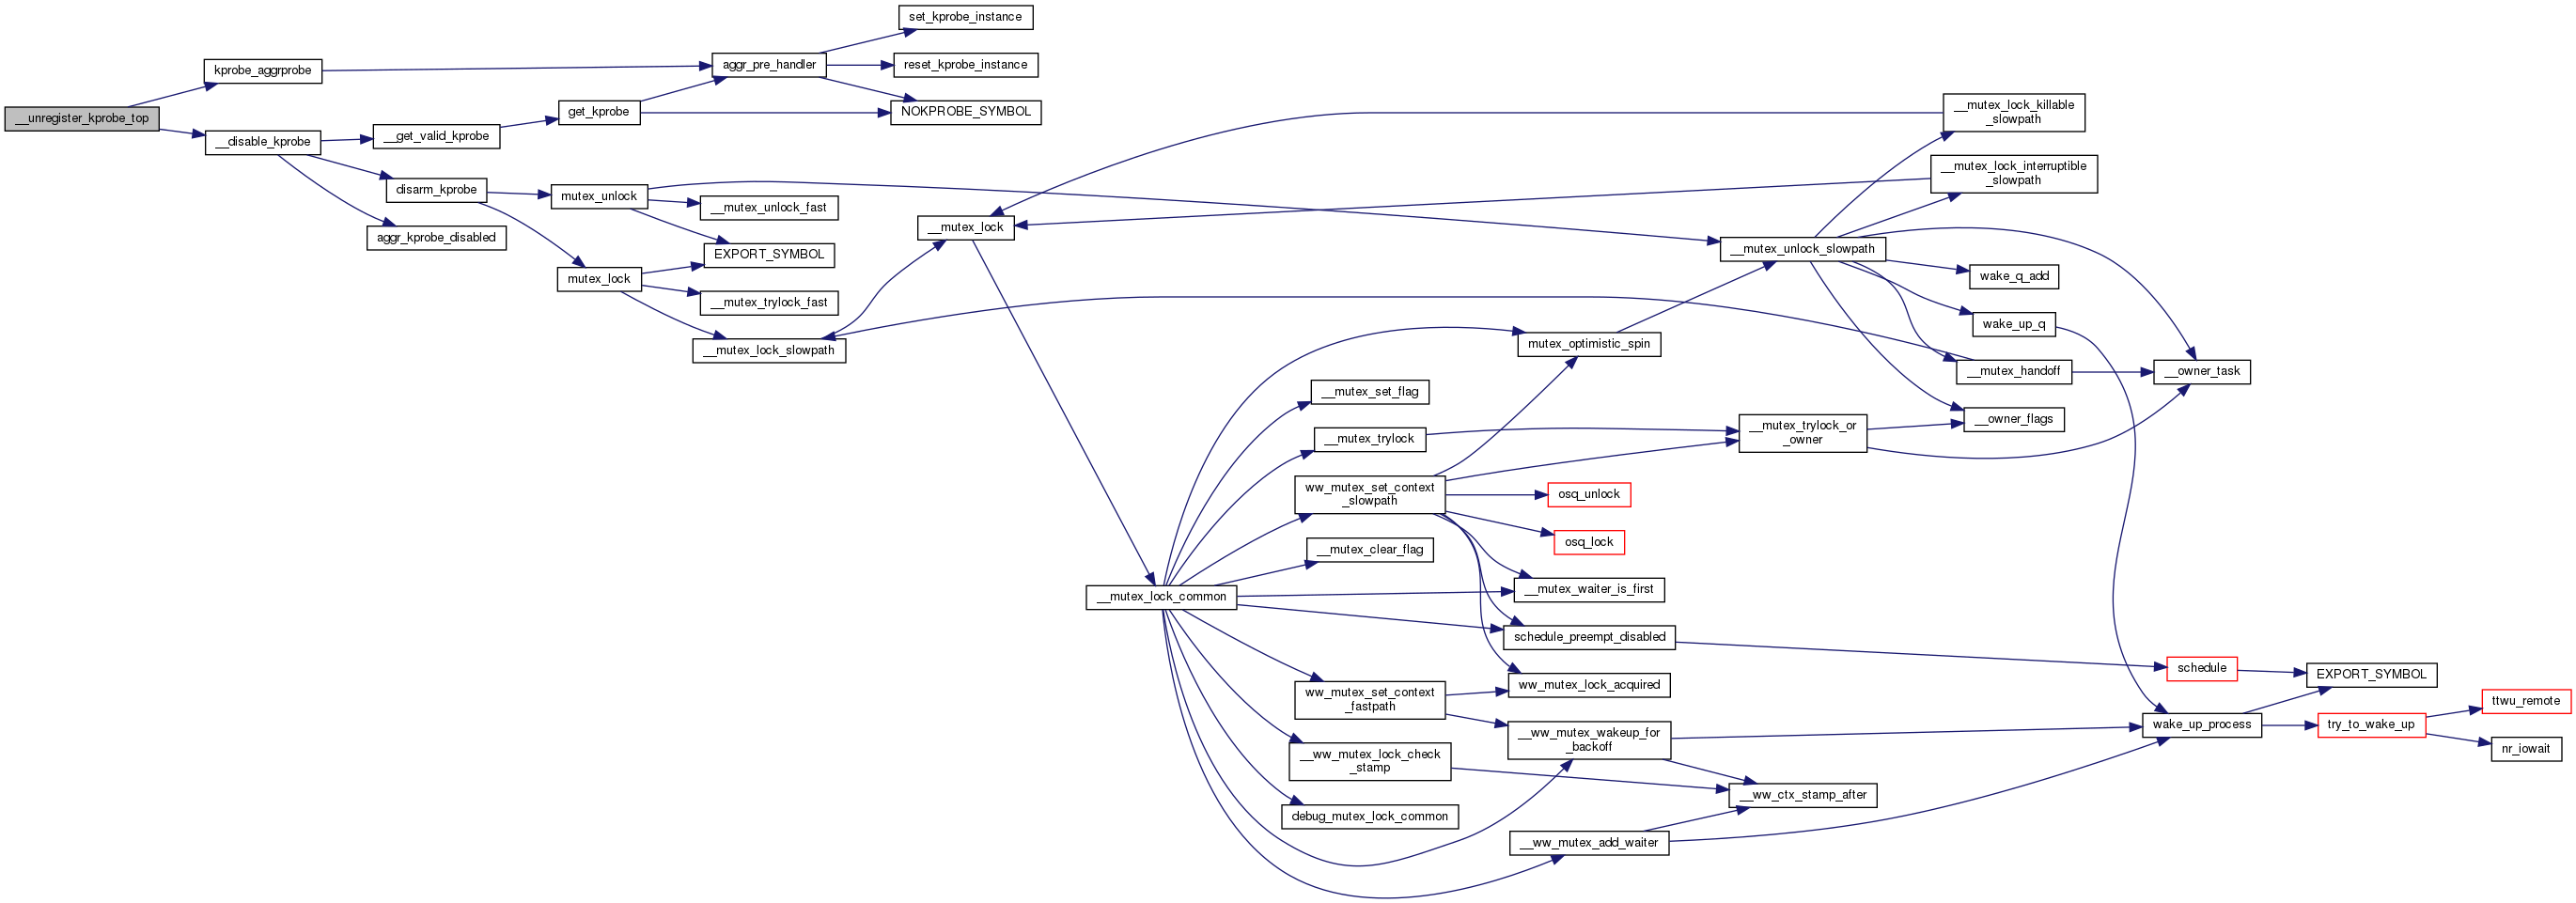 __unregister_kprobe_top
kprobe_aggrprobe
__disable_kprobe
__get_valid_kprobe
disarm_kprobe
aggr_kprobe_disabled
get_kprobe
mutex_unlock
mutex_lock
aggr_pre_handler
__mutex_unlock_fast
EXPORT_SYMBOL
__mutex_trylock_fast
__mutex_lock_slowpath
set_kprobe_instance
reset_kprobe_instance
NOKPROBE_SYMBOL
__mutex_lock
__mutex_lock_common
mutex_optimistic_spin
__mutex_set_flag
__mutex_trylock
ww_mutex_set_context
_slowpath
__mutex_clear_flag
ww_mutex_set_context
_fastpath
__ww_mutex_lock_check
_stamp
debug_mutex_lock_common
osq_unlock
osq_lock
__mutex_waiter_is_first
schedule_preempt_disabled
ww_mutex_lock_acquired
__ww_mutex_wakeup_for
_backoff
__ww_mutex_add_waiter
__mutex_unlock_slowpath
__mutex_trylock_or
_owner
__ww_ctx_stamp_after
__mutex_lock_killable
_slowpath
__mutex_lock_interruptible
_slowpath
wake_q_add
wake_up_q
__mutex_handoff
__owner_flags
__owner_task
schedule
wake_up_process
EXPORT_SYMBOL
try_to_wake_up
ttwu_remote
nr_iowait